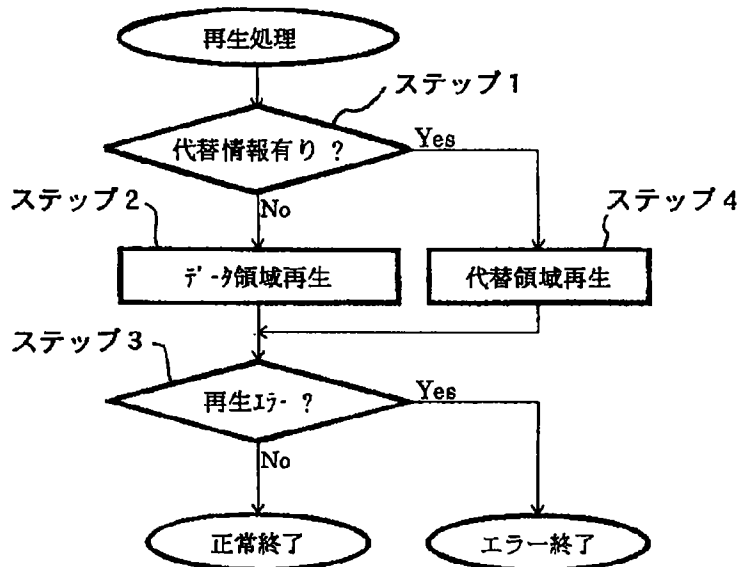 再生処理
ステップ1
代替情報有り ?
Yes
ステップ2
No
ステップ4
ﾃﾞｰﾀ領域再生
代替領域再生
ステップ3
再生ｴﾗｰ ?
Yes
No
正常終了
エラー終了